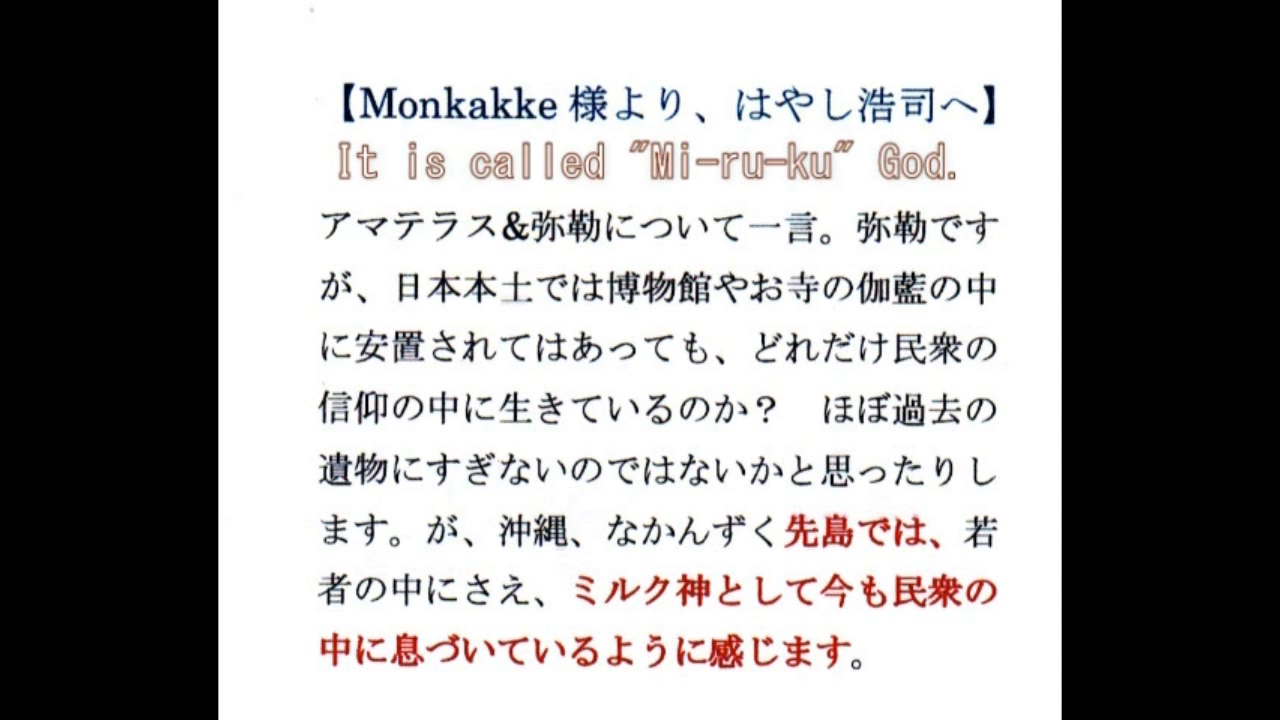 【Monkakke 様より、はやし浩司へ】
It is called "Mi-ru-ku" God.
アマテラス&弥勒について一言。弥勒です
が、日本本土では博物館やお寺の伽藍の中
に安置されてはあっても、どれだけ民衆の
信仰の中に生きているのか?　ほぼ過去の
遺物にすぎないのではないかと思ったりし
ます。が、沖縄、なかんずく先島では、若
者の中にさえ、ミルク神として今も民衆の
中に息づいているように感じます。